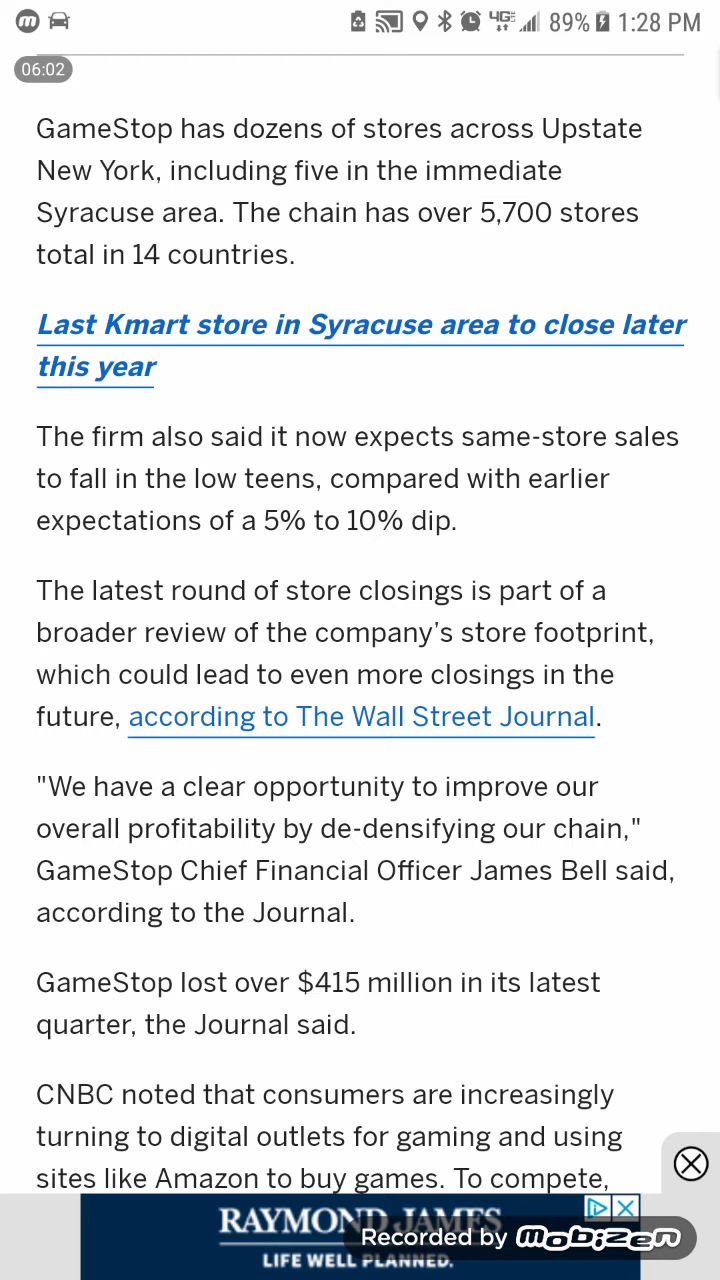 89% 1:28 PM
06:02
GameStop has dozens of stores across Upstate
New York, including five in the immediate
Syracuse area. The chain has over 5,700 stores
total in 14 countries.
Last Kmart store in Syracuse area to close later
this year
The firm also said it now expects same-store sales
to fall in the low teens, compared with earlier
expectations of a 5% to 10% dip.
The latest round of store closings is part of a
broader review of the company's store footprint,
which could lead to even more closings in the
future, according to The Wall Street Journal.
"We have a clear opportunity to improve our
overall profitability by de-densifying our chain,"
GameStop Chief Financial Officer James Bell said,
according to the Journal.
GameStop lost over $415 million in its latest
quarter, the Journal said.
CNBC noted that consumers are increasingly
turning to digital outlets for gaming and using
sites like Amazon to buy games. To compete,
RAYMOND JAMES
Recorded by mobizen
LIFE WELL PLANNED.